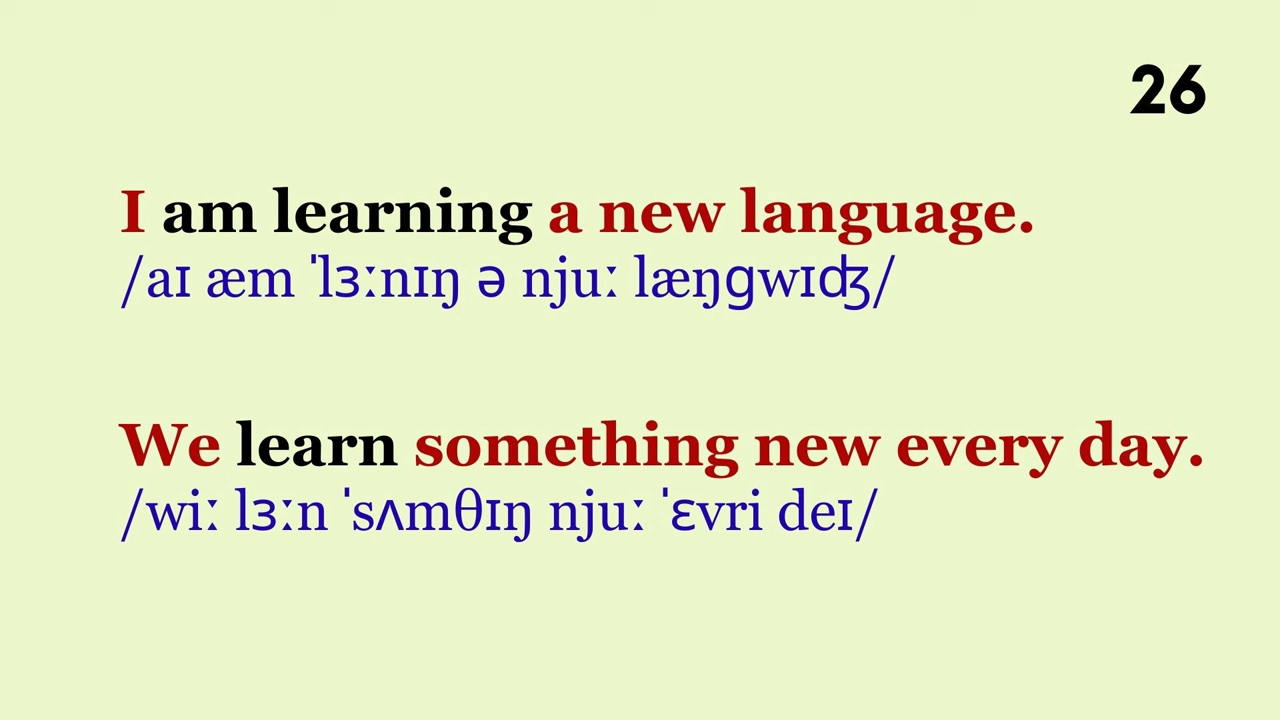 26
I am learning a new language.
/aɪ æm ˈlɜːnɪŋ ə njuː læŋɡwɪʤ/
We learn something new every day.
/wiː lɜːn ˈsʌmθɪŋ njuː ˈɛvri deɪ/